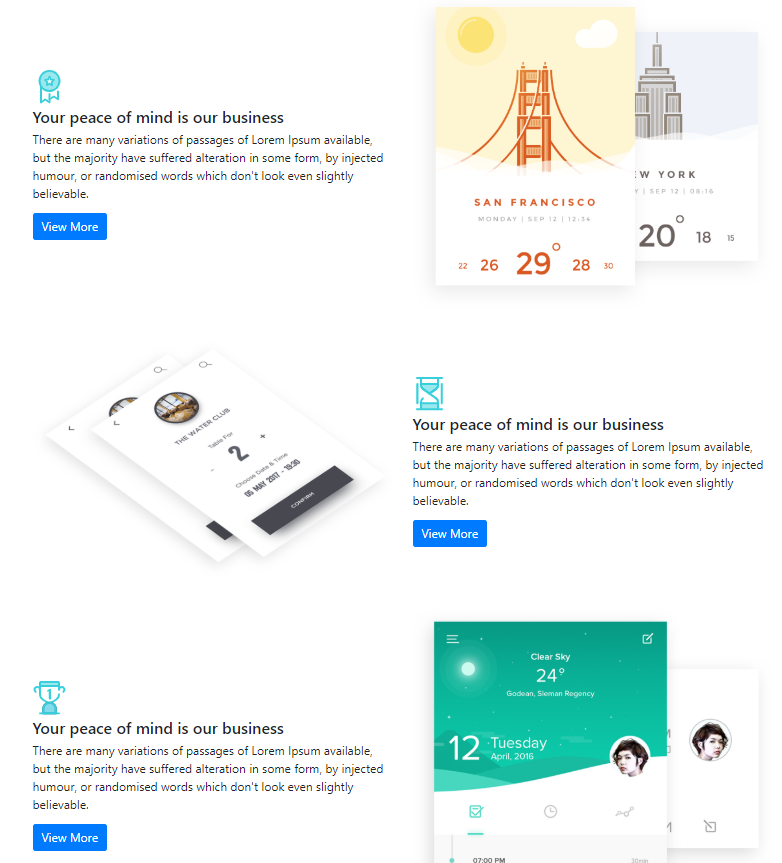 Your peace of mind is our business
There are many variations of passages of Lorem Ipsum available,
but the majority have suffered alteration in some form, by injected
humour, or randomised words which don't look even slightly
believable.
View More
SAN FRANCISCO
MONDAY | SEP 12 | 12:34
22 26 29° 28 30
EW YORK
| SEP 12 | 08:16
20° 18 15
THE WATER CLUB
Table For
- 2 +
Choose Date & Time
05 MAY 2017 - 19:30
CONFIRM
Your peace of mind is our business
There are many variations of passages of Lorem Ipsum available,
but the majority have suffered alteration in some form, by injected
humour, or randomised words which don't look even slightly
believable.
View More
1
Your peace of mind is our business
There are many variations of passages of Lorem Ipsum available,
but the majority have suffered alteration in some form, by injected
humour, or randomised words which don't look even slightly
believable.
View More
Clear Sky
24°
Godean, Sleman Regency
12 Tuesday
April, 2016
07:00 PM 30min